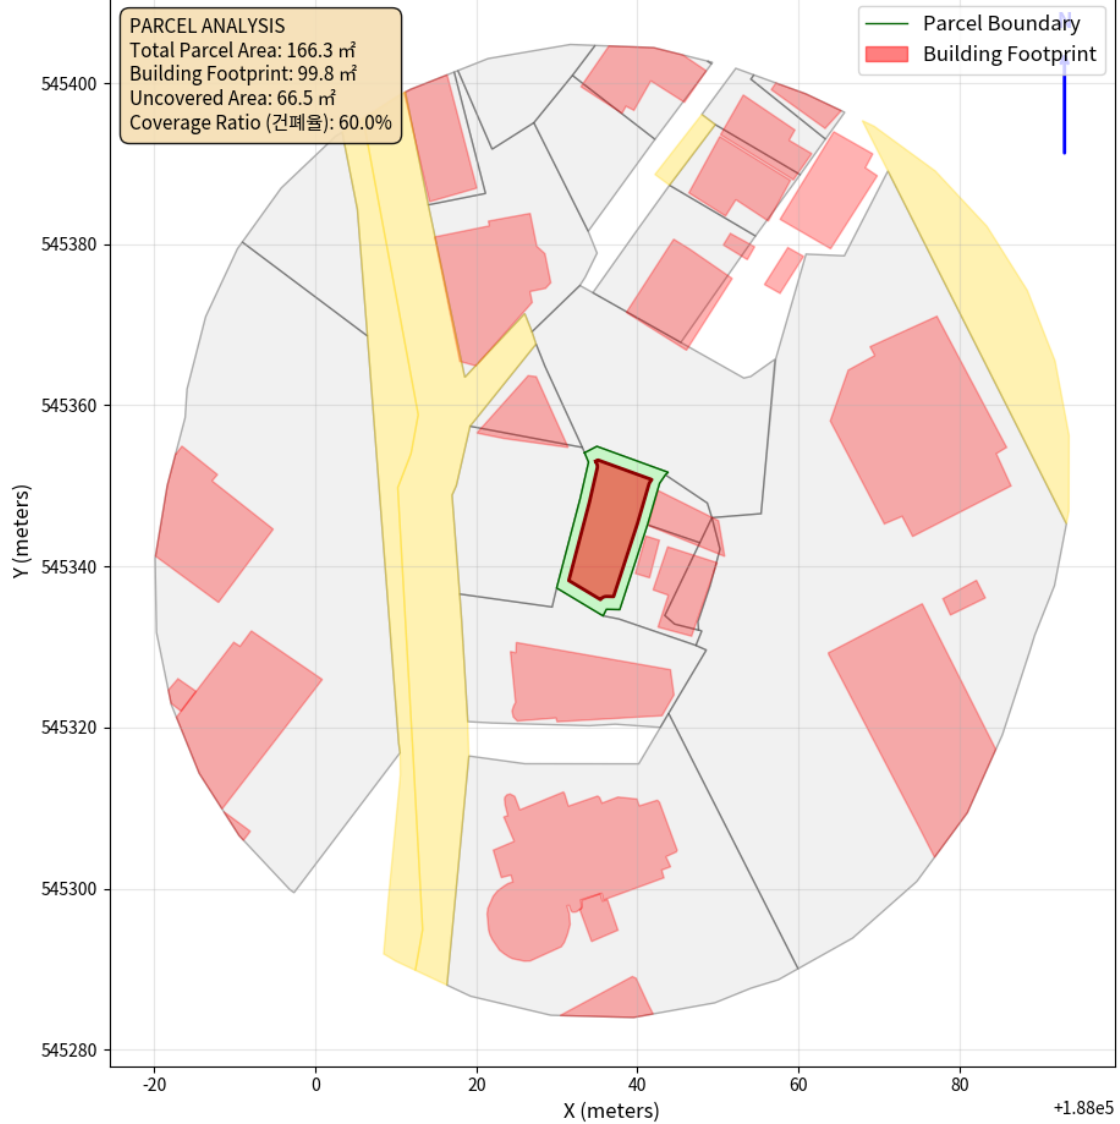 PARCEL ANALYSIS
Total Parcel Area: 166.3 ㎡
Building Footprint: 99.8 ㎡
Uncovered Area: 66.5 ㎡
Coverage Ratio (건폐율): 60.0%
N
Parcel Boundary
Building Footprint
545400
545380
545360
545340
545320
545300
545280
Y (meters)
-20
0
20
40
60
80
X (meters)
+1.88e5